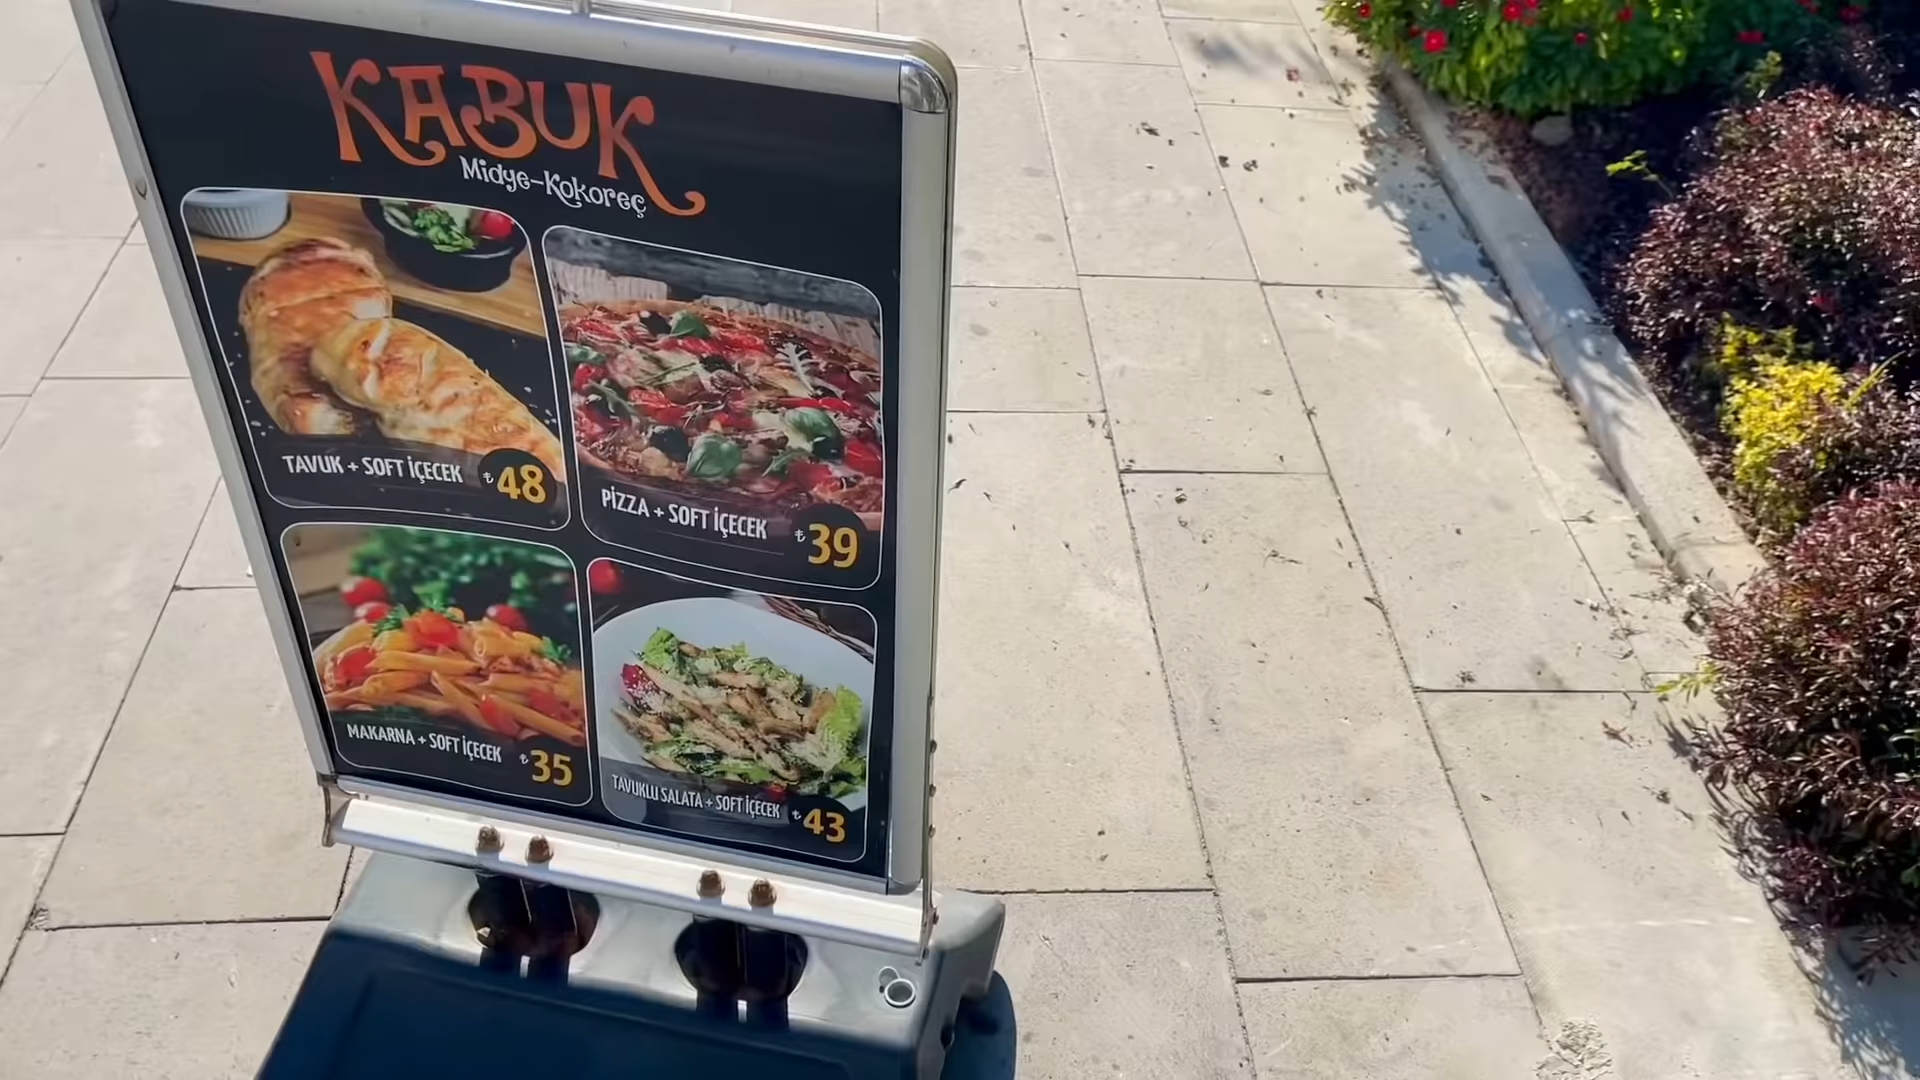 KABUK
Midye-Kokoreç
TAVUK + SOFT İÇECEK ₺48
PİZZA + SOFT İÇECEK ₺39
MAKARNA + SOFT İÇECEK ₺35
TAVUKLU SALATA + SOFT İÇECEK ₺43